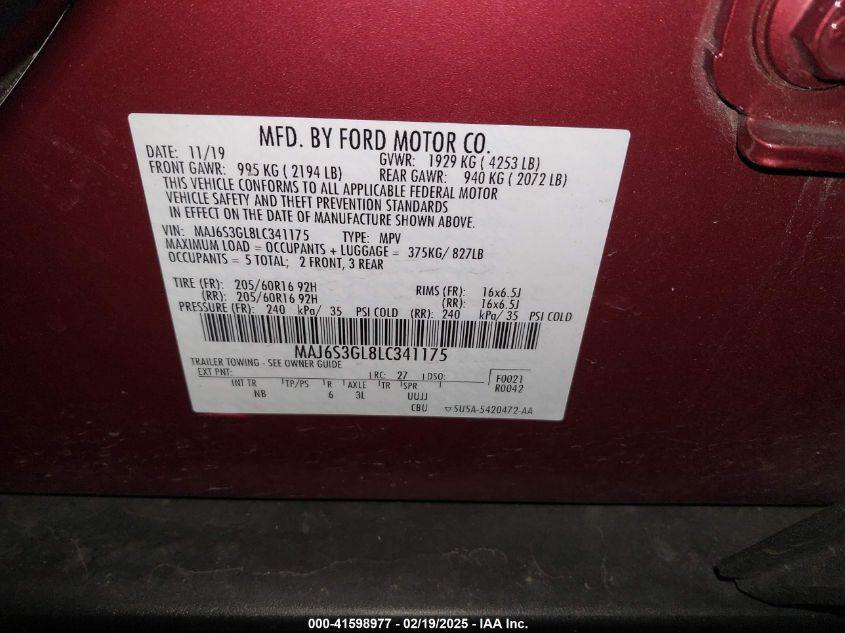 MFD. BY FORD MOTOR CO.
DATE: 11/19 GVWR: 1929 KG ( 4253 LB)
FRONT GAWR: 995 KG ( 2194 LB) REAR GAWR: 940 KG ( 2072 LB)
THIS VEHICLE CONFORMS TO ALL APPLICABLE FEDERAL MOTOR
VEHICLE SAFETY AND THEFT PREVENTION STANDARDS
IN EFFECT ON THE DATE OF MANUFACTURE SHOWN ABOVE.
VIN: MAJ6S3GL8LC341175 TYPE: MPV
MAXIMUM LOAD = OCCUPANTS + LUGGAGE = 375KG/ 827LB
OCCUPANTS = 5 TOTAL; 2 FRONT, 3 REAR
TIRE (FR): 205/60R16 92H RIMS (FR): 16x6.5J
(RR): 205/60R16 92H (RR): 16x6.5J
PRESSURE (FR): 240 kPa/ 35 PSI COLD (RR): 240 kPa/ 35 PSI COLD
MAJ6S3GL8LC341175
TRAILER TOWING - SEE OWNER GUIDE
EXT PNT: RC: 27 DSO: F0021
INT TR TP/PS R AXLE TR SPR R0042
NB 6 3L UUJJ
CBU 5U5A-5420472-AA
000-41598977 - 02/19/2025 - IAA Inc.